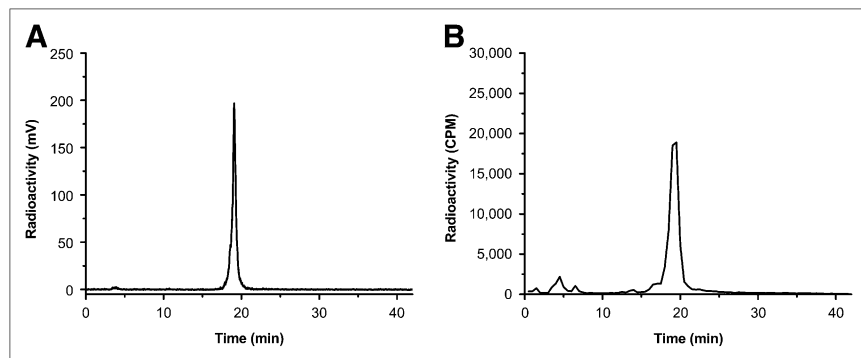 A
250
200
150
100
50
0
Radioactivity (mV)
0 10 20 30 40
Time (min)
B
30,000
25,000
20,000
15,000
10,000
5,000
0
Radioactivity (CPM)
0 10 20 30 40
Time (min)